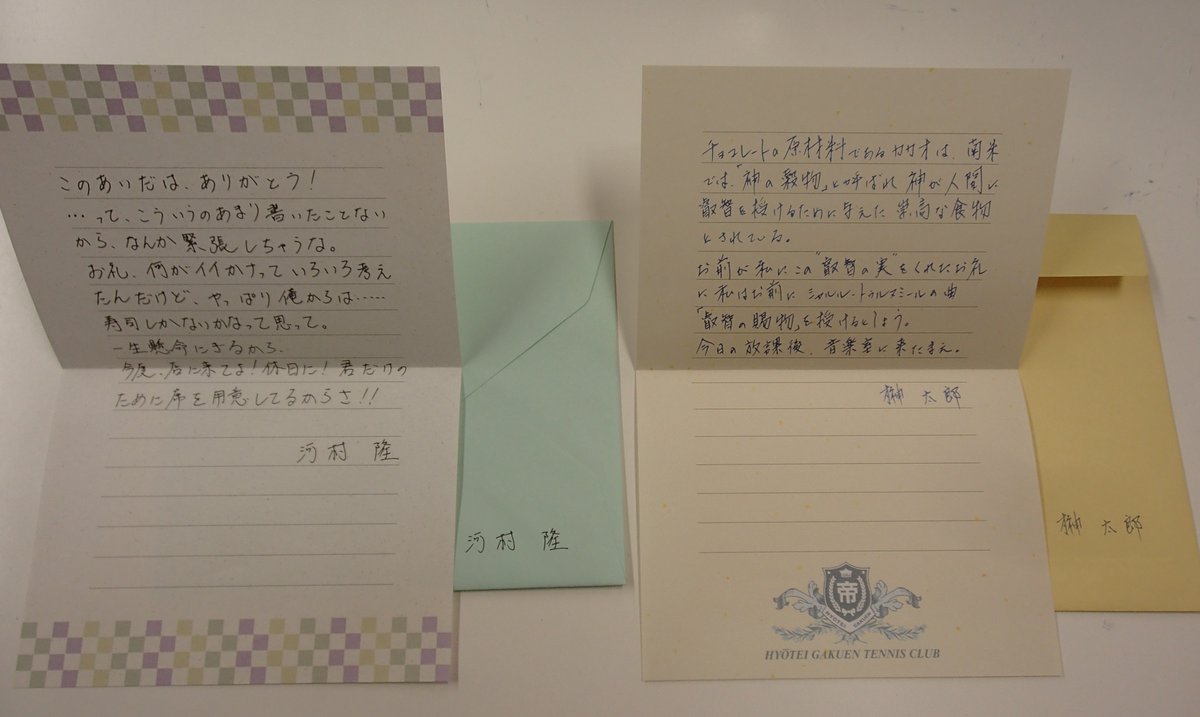 このあいだは、ありがとう！
…って、こういうのあまり書いたことない
から、なんか緊張しちゃうな。
お礼、何がイイかなっていろいろ考え
たんだけど、やっぱり俺からは……
寿司しかないかなって思って。
一生懸命にぎるから、
今度、店に来てよ！休日に！君だけの
ために席を用意してるからさ！！
河村 隆
河村 隆
チョコレートの原材料であるカカオは、南米
では、「神の穀物」と呼ばれ 神が人間に
叡智を授けるために与えた崇高な食物
とされている。
お前が私にこの"叡智の実"をくれたお礼
に私はお前に シャルル・トゥルヌミールの曲
「叡智の賜物」を授けるとしよう。
今日の放課後、音楽室に来たまえ。
榊 太郎
帝
HYOTEI GAKUEN
HYŌTEI GAKUEN TENNIS CLUB
榊 太郎